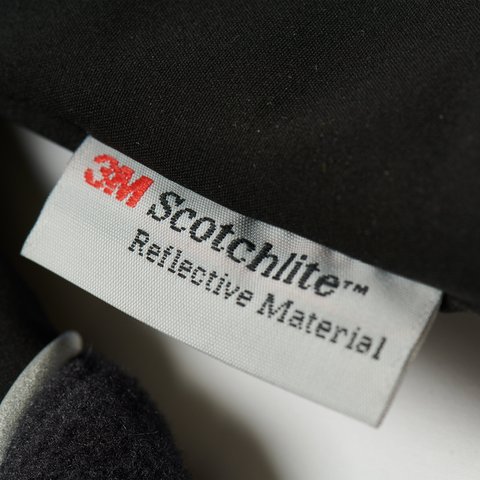 3M Scotchlite™
Reflective Material